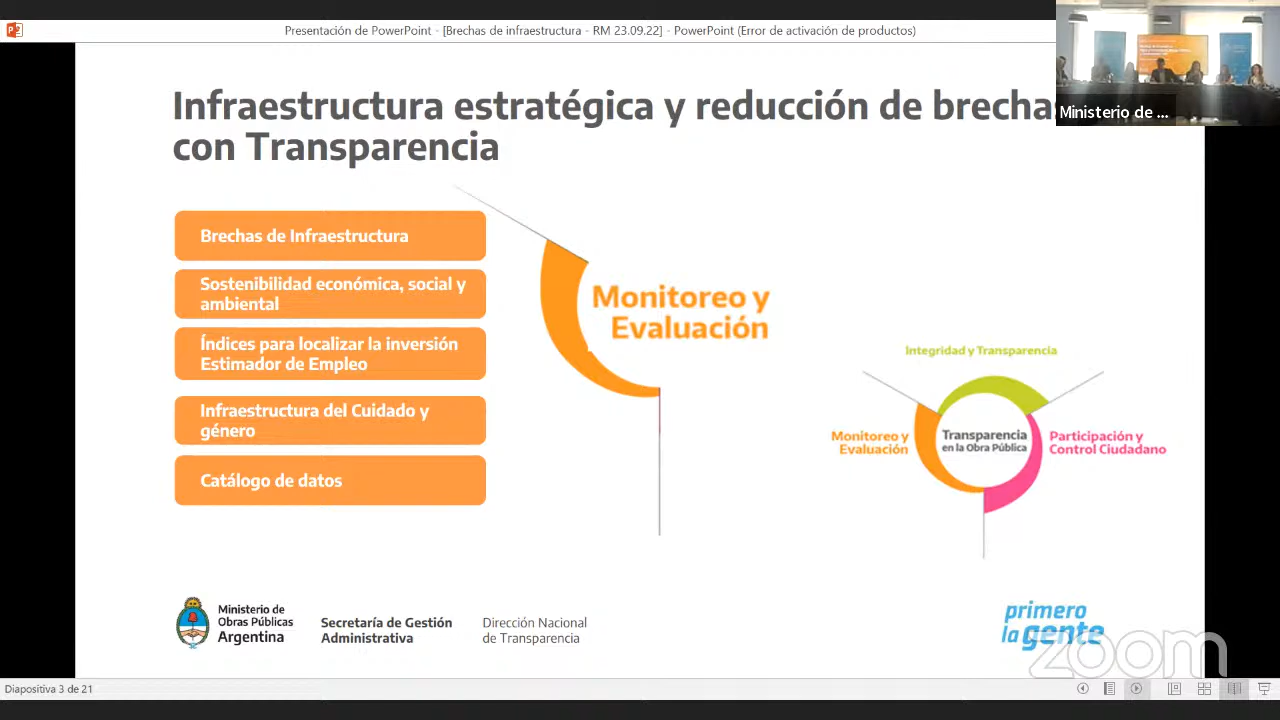 Presentación de PowerPoint - [Brechas de infraestructura - RM 23.09.22] - PowerPoint (Error de activación de productos)
Ministerio de ...
Infraestructura estratégica y reducción de brechas
con Transparencia
Brechas de Infraestructura
Sostenibilidad económica, social y
ambiental
Índices para localizar la inversión
Estimador de Empleo
Infraestructura del Cuidado y
género
Catálogo de datos
Monitoreo y
Evaluación
Integridad y Transparencia
Monitoreo y
Evaluación
Transparencia
en la Obra Pública
Participación y
Control Ciudadano
Ministerio de
Obras Públicas
Argentina
Secretaría de Gestión
Administrativa
Dirección Nacional
de Transparencia
primero
la gente
zoom
Diapositiva 3 de 21